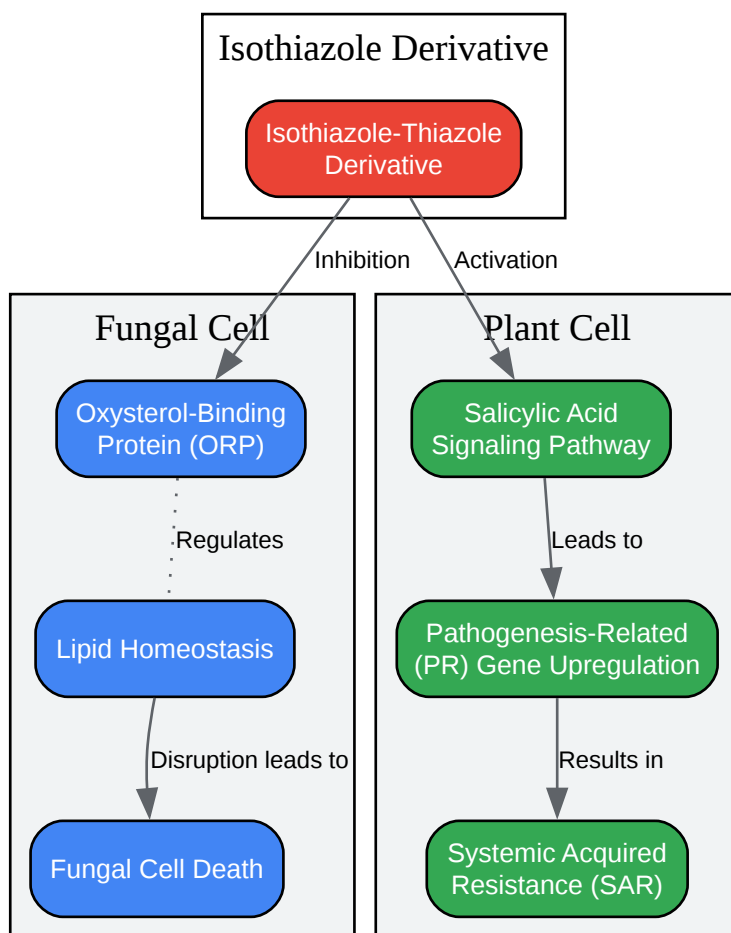 Isothiazole Derivative
Isothiazole-Thiazole
Derivative
Inhibition
Activation
Fungal Cell
Oxysterol-Binding
Protein (ORP)
Regulates
Lipid Homeostasis
Disruption leads to
Fungal Cell Death
Plant Cell
Salicylic Acid
Signaling Pathway
Leads to
Pathogenesis-Related
(PR) Gene Upregulation
Results in
Systemic Acquired
Resistance (SAR)